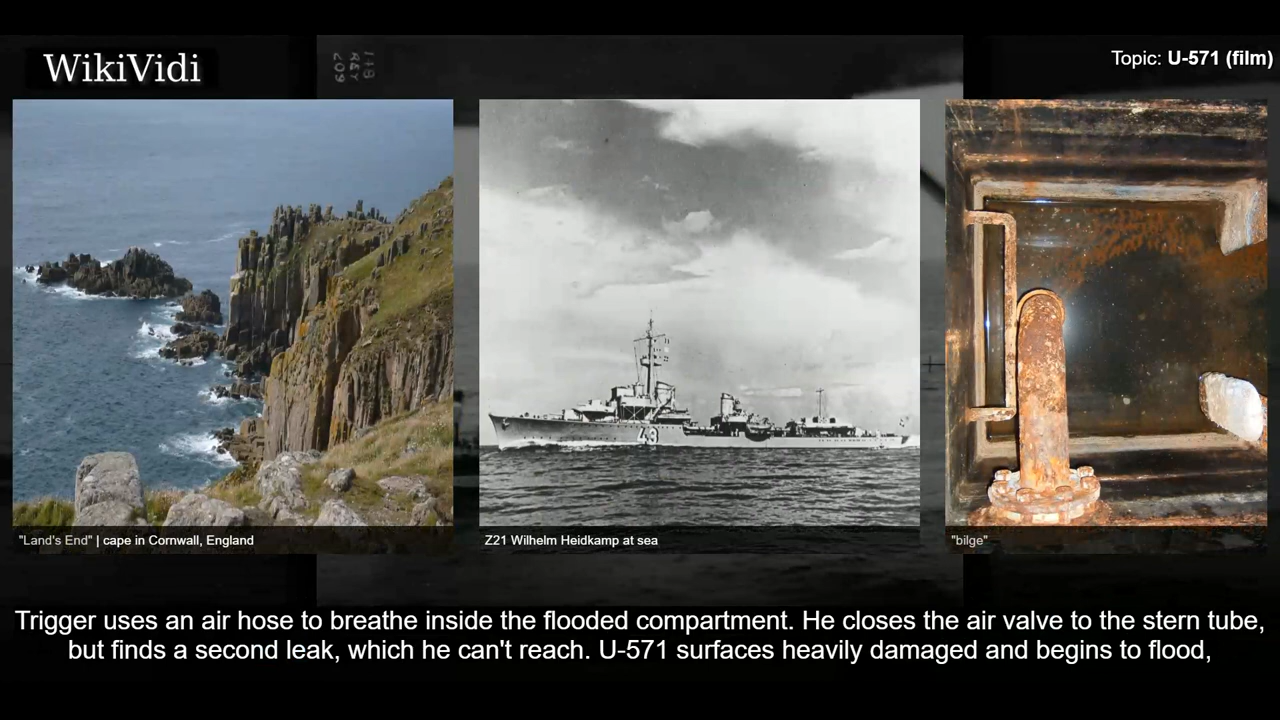 WikiVidi
Topic: U-571 (film)
43
"Land's End" | cape in Cornwall, England
Z21 Wilhelm Heidkamp at sea
"bilge"
Trigger uses an air hose to breathe inside the flooded compartment. He closes the air valve to the stern tube,
but finds a second leak, which he can't reach. U-571 surfaces heavily damaged and begins to flood,